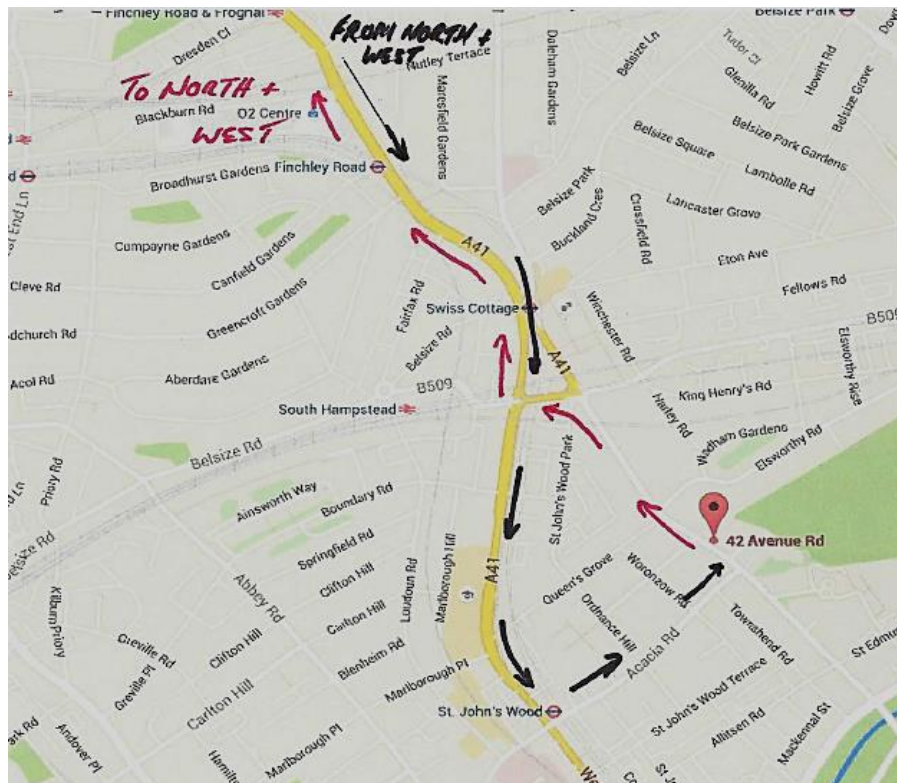 Finchley Road & Frognal
Belsize Park
Dresden Cl
FROM NORTH +
WEST
Nutley Terrace
Daleham Gardens
Belsize Ln
Tudor Cl
Glenilla Rd
Howitt Rd
Belsize Grove
TO NORTH +
WEST
Blackburn Rd
O2 Centre
Maresfield Gardens
Belsize Park Gardens
Belsize Square
Broadhurst Gardens
Finchley Road
Lambolle Rd
Belsize Park
Buckland Cres
Crossfield Rd
Lancaster Grove
Compayne Gardens
Canfield Gardens
A41
Eton Ave
Cleve Rd
Fairfax Rd
Fellows Rd
Greencroft Gardens
Swiss Cottage
Winchester Rd
dchurch Rd
Belsize Rd
A41
B509
Elsworthy Rise
Acol Rd
Aberdare Gardens
B509
King Henry's Rd
South Hampstead
Harley Rd
Wadham Gardens
Elsworthy Rd
Belsize Rd
Priory Rd
St John's Wood Park
Ainsworth Way
Boundary Rd
42 Avenue Rd
Springfield Rd
Marlborough Hill
A41
Queen's Grove
Woronzow Rd
Clifton Hill
Loudoun Rd
Ordnance Hill
Abbey Rd
Kilburn Priory
Carlton Hill
Acacia Rd
Townshend Rd
Greville Rd
Clifton Hill
Blenheim Rd
St Edmu
Greville Pl
Marlborough Pl
St John's Wood Terrace
Carlton Hill
St. John's Wood
Allitsen Rd
Mackennal St
Andover Pl
Marlborough Pl